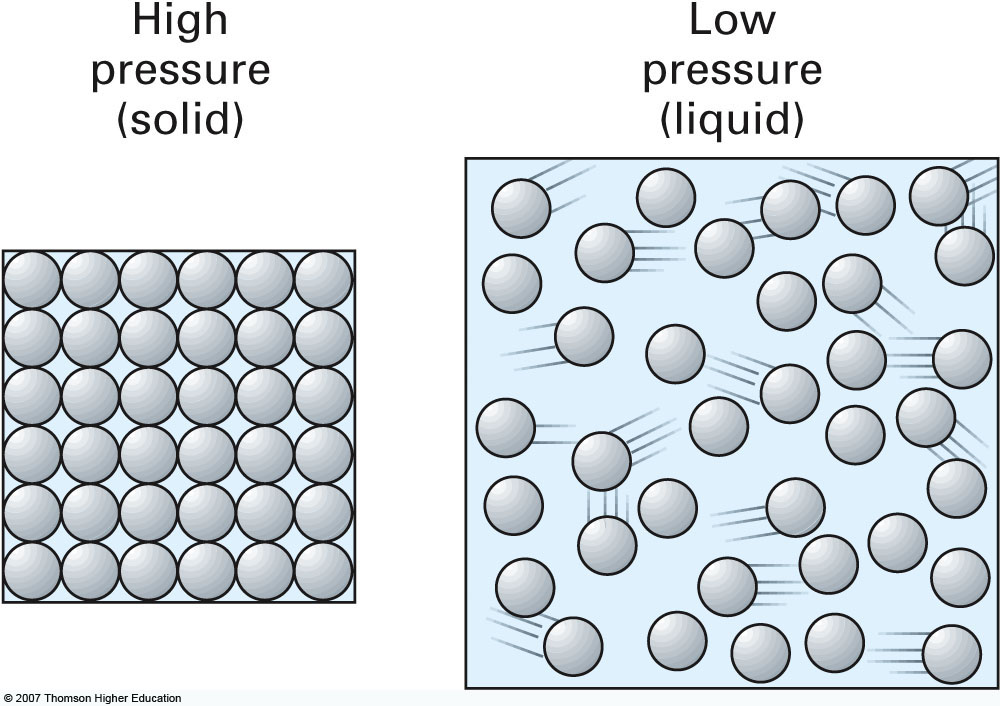 High
pressure
(solid)
Low
pressure
(liquid)
© 2007 Thomson Higher Education